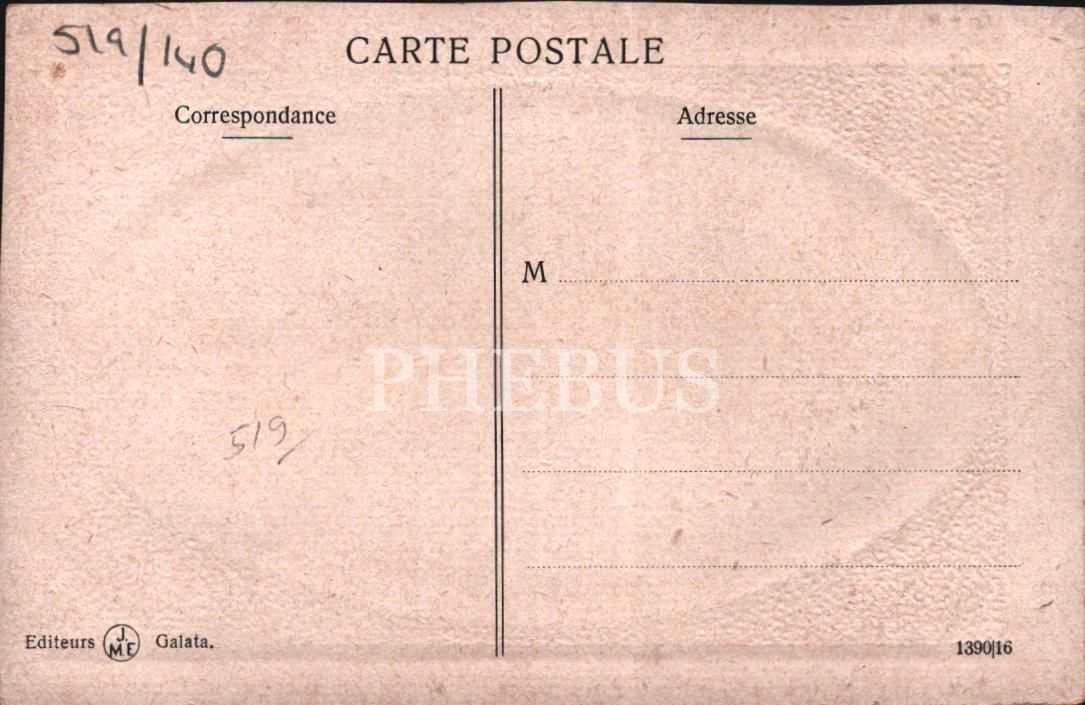 519/140
CARTE POSTALE
Correspondance
Adresse
M
PHEBUS
519/
Editeurs J. M F Galata.
1390|16